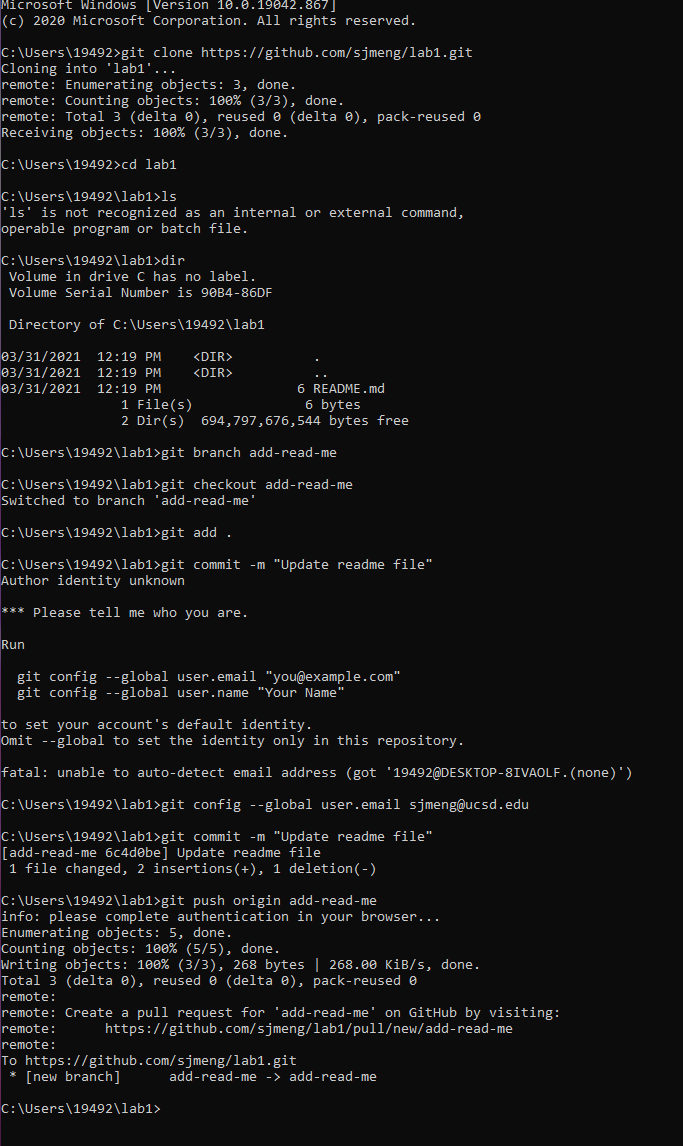 Microsoft Windows [Version 10.0.19042.867]
(c) 2020 Microsoft Corporation. All rights reserved.
C:\Users\19492>git clone https://github.com/sjmeng/lab1.git
Cloning into 'lab1'...
remote: Enumerating objects: 3, done.
remote: Counting objects: 100% (3/3), done.
remote: Total 3 (delta 0), reused 0 (delta 0), pack-reused 0
Receiving objects: 100% (3/3), done.
C:\Users\19492>cd lab1
C:\Users\19492\lab1>ls
'ls' is not recognized as an internal or external command,
operable program or batch file.
C:\Users\19492\lab1>dir
 Volume in drive C has no label.
 Volume Serial Number is 90B4-86DF
 Directory of C:\Users\19492\lab1
03/31/2021  12:19 PM    <DIR>          .
03/31/2021  12:19 PM    <DIR>          ..
03/31/2021  12:19 PM                 6 README.md
               1 File(s)              6 bytes
               2 Dir(s)  694,797,676,544 bytes free
C:\Users\19492\lab1>git branch add-read-me
C:\Users\19492\lab1>git checkout add-read-me
Switched to branch 'add-read-me'
C:\Users\19492\lab1>git add .
C:\Users\19492\lab1>git commit -m "Update readme file"
Author identity unknown
*** Please tell me who you are.
Run
  git config --global user.email "you@example.com"
  git config --global user.name "Your Name"
to set your account's default identity.
Omit --global to set the identity only in this repository.
fatal: unable to auto-detect email address (got '19492@DESKTOP-8IVAOLF.(none)')
C:\Users\19492\lab1>git config --global user.email sjmeng@ucsd.edu
C:\Users\19492\lab1>git commit -m "Update readme file"
[add-read-me 6c4d0be] Update readme file
 1 file changed, 2 insertions(+), 1 deletion(-)
C:\Users\19492\lab1>git push origin add-read-me
info: please complete authentication in your browser...
Enumerating objects: 5, done.
Counting objects: 100% (5/5), done.
Writing objects: 100% (3/3), 268 bytes | 268.00 KiB/s, done.
Total 3 (delta 0), reused 0 (delta 0), pack-reused 0
remote:
remote: Create a pull request for 'add-read-me' on GitHub by visiting:
remote:      https://github.com/sjmeng/lab1/pull/new/add-read-me
remote:
To https://github.com/sjmeng/lab1.git
 * [new branch]      add-read-me -> add-read-me
C:\Users\19492\lab1>